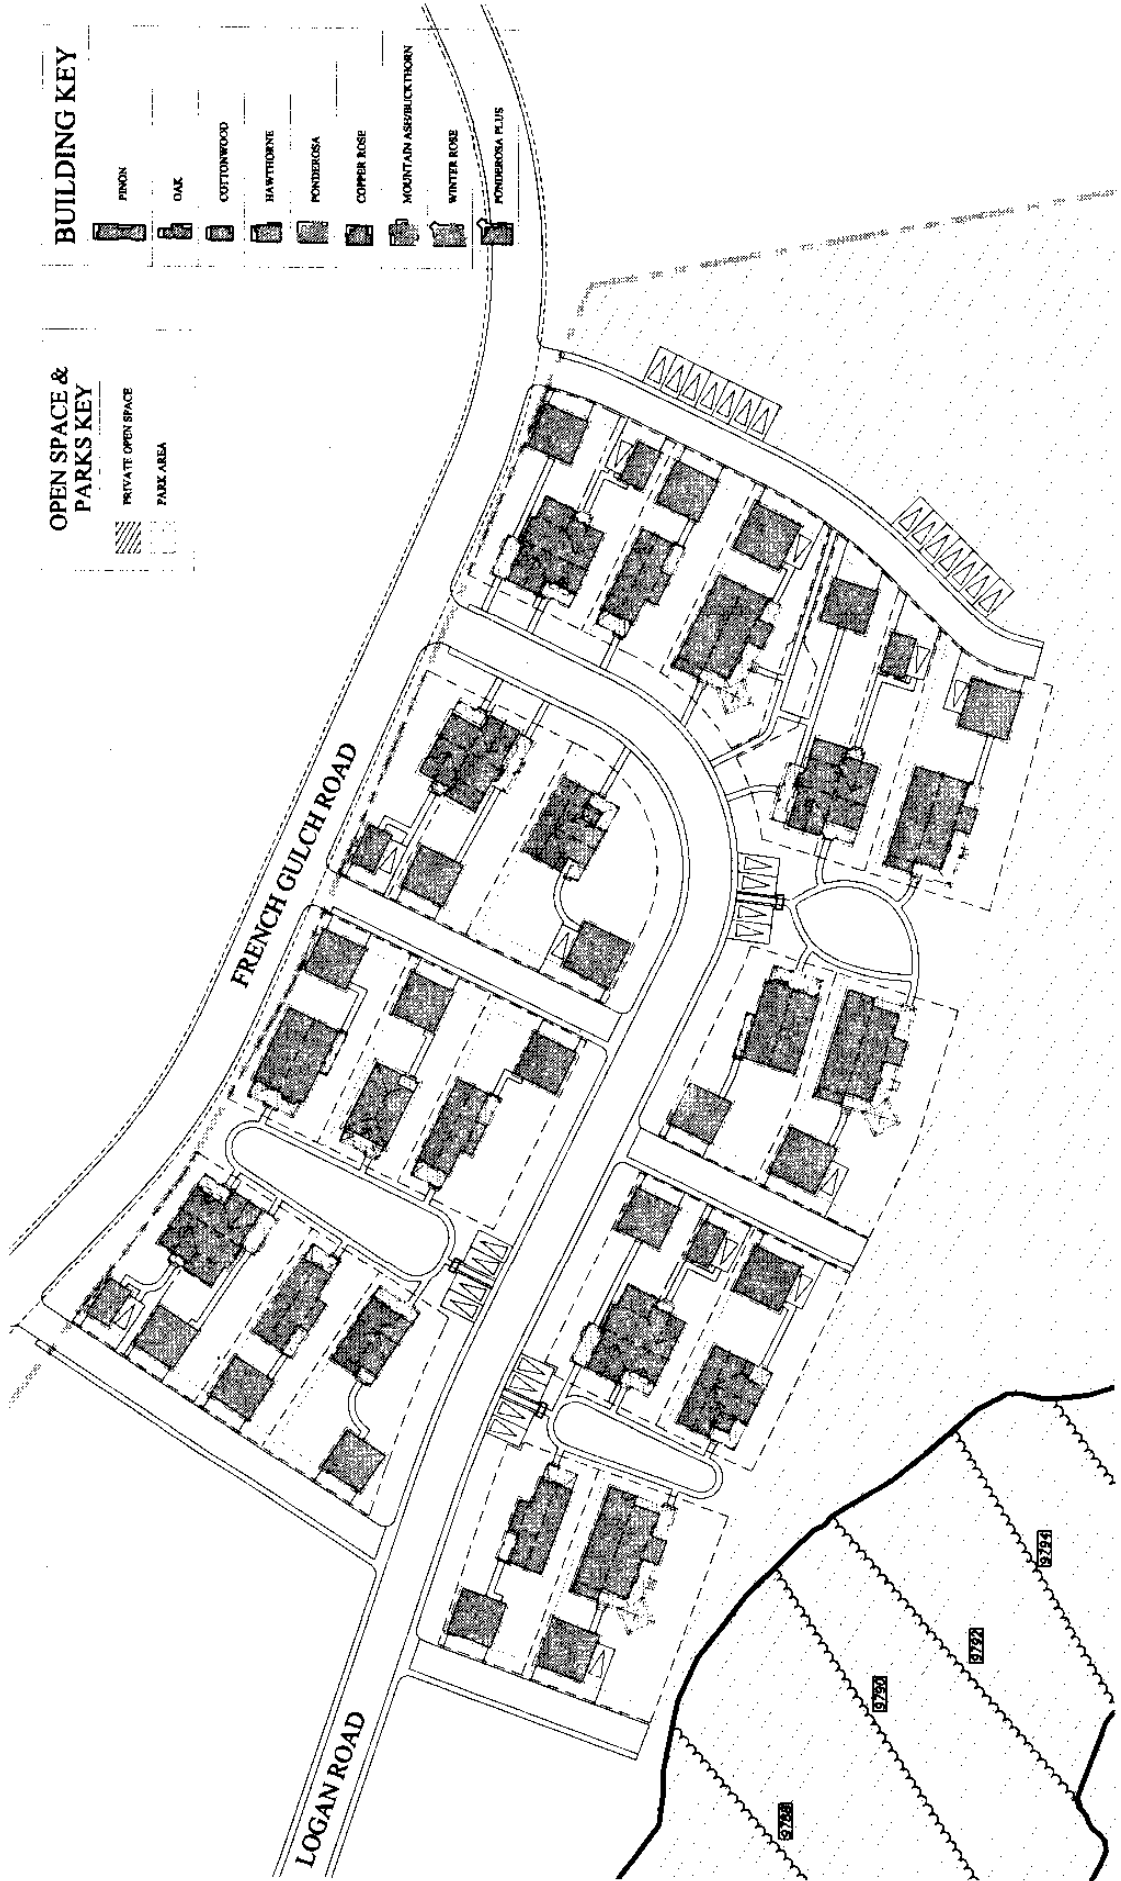 BUILDING KEY
PINON
OAK
COTTONWOOD
HAWTHORNE
PONDEROSA
COPPER ROSE
MOUNTAIN ASH/BUCKTHORN
WINTER ROSE
PONDEROSA PLUS
OPEN SPACE &
PARKS KEY
PRIVATE OPEN SPACE
PARK AREA
FRENCH GULCH ROAD
LOGAN ROAD
9788
9790
9792
9794